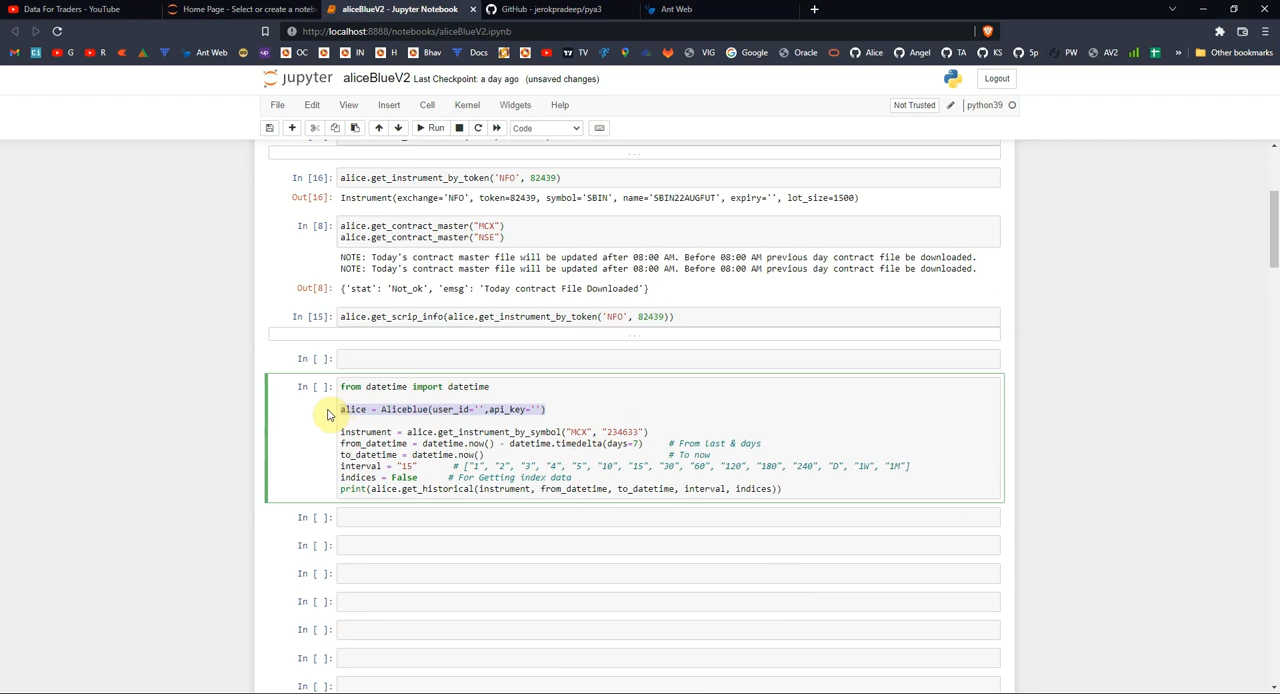 Data For Traders - YouTube
Home Page - Select or create a noteb
aliceBlueV2 - Jupyter Notebook
GitHub - jerokpradeep/pya3
Ant Web
http://localhost:8888/notebooks/aliceBlueV2.ipynb
G R Ant Web OC IN H Bhav Docs TV VIG Google Oracle Alice Angel TA KS 5p PW AV2 Other bookmarks
jupyter aliceBlueV2 Last Checkpoint: a day ago (unsaved changes) Logout
File Edit View Insert Cell Kernel Widgets Help Not Trusted python39
Run Code
...
In [16]: alice.get_instrument_by_token('NFO', 82439)
Out[16]: Instrument(exchange='NFO', token=82439, symbol='SBIN', name='SBIN22AUGFUT', expiry='', lot_size=1500)
In [8]: alice.get_contract_master("MCX")
alice.get_contract_master("NSE")
NOTE: Today's contract master file will be updated after 08:00 AM. Before 08:00 AM previous day contract file be downloaded.
NOTE: Today's contract master file will be updated after 08:00 AM. Before 08:00 AM previous day contract file be downloaded.
Out[8]: {'stat': 'Not_ok', 'emsg': 'Today contract File Downloaded'}
In [15]: alice.get_scrip_info(alice.get_instrument_by_token('NFO', 82439))
...
In [ ]:
In [ ]: from datetime import datetime
alice = Aliceblue(user_id='',api_key='')
instrument = alice.get_instrument_by_symbol("MCX", "234633")
from_datetime = datetime.now() - datetime.timedelta(days=7) # From last & days
to_datetime = datetime.now() # To now
interval = "15" # ["1", "2", "3", "4", "5", "10", "15", "30", "60", "120", "180", "240", "D", "1W", "1M"]
indices = False # For Getting index data
print(alice.get_historical(instrument, from_datetime, to_datetime, interval, indices))
In [ ]:
In [ ]:
In [ ]:
In [ ]:
In [ ]:
In [ ]:
In [ ]: